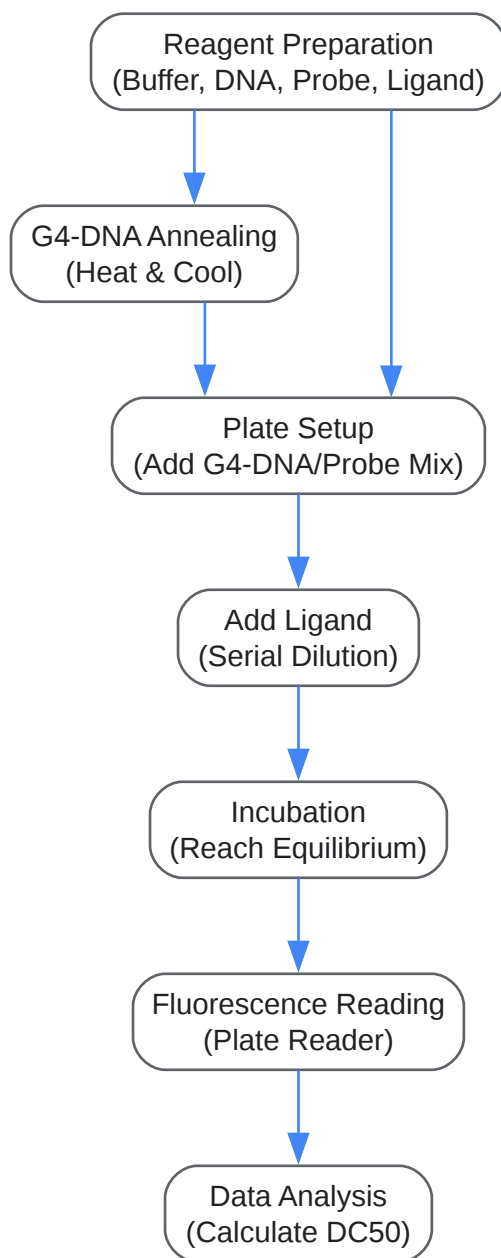 Reagent Preparation
(Buffer, DNA, Probe, Ligand)
G4-DNA Annealing
(Heat & Cool)
Plate Setup
(Add G4-DNA/Probe Mix)
Add Ligand
(Serial Dilution)
Incubation
(Reach Equilibrium)
Fluorescence Reading
(Plate Reader)
Data Analysis
(Calculate DC50)